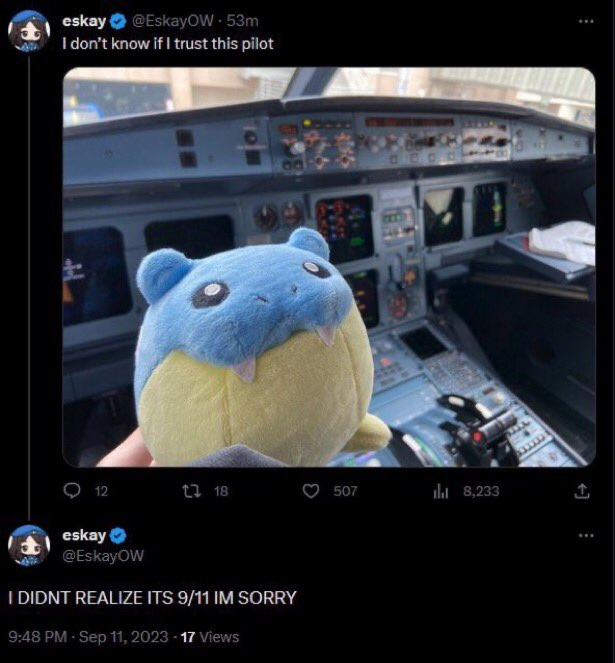 eskay @EskayOW · 53m
I don't know if I trust this pilot
12 18 507 8,233
eskay
@EskayOW
I DIDNT REALIZE ITS 9/11 IM SORRY
9:48 PM · Sep 11, 2023 · 17 Views